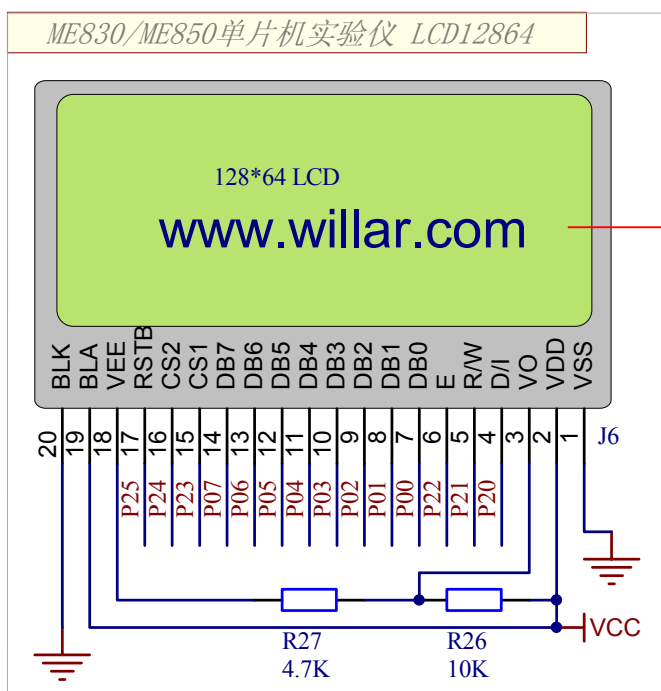 ME830/ME850单片机实验仪 LCD12864
128*64 LCD
www.willar.com
BLK BLA VEE RSTB CS2 CS1 DB7 DB6 DB5 DB4 DB3 DB2 DB1 DB0 E R/W D/I VO VDD VSS
20 19 18 17 16 15 14 13 12 11 10 9 8 7 6 5 4 3 2 1 J6
P25 P24 P23 P07 P06 P05 P04 P03 P02 P01 P00 P22 P21 P20
VCC
R27 R26
4.7K 10K